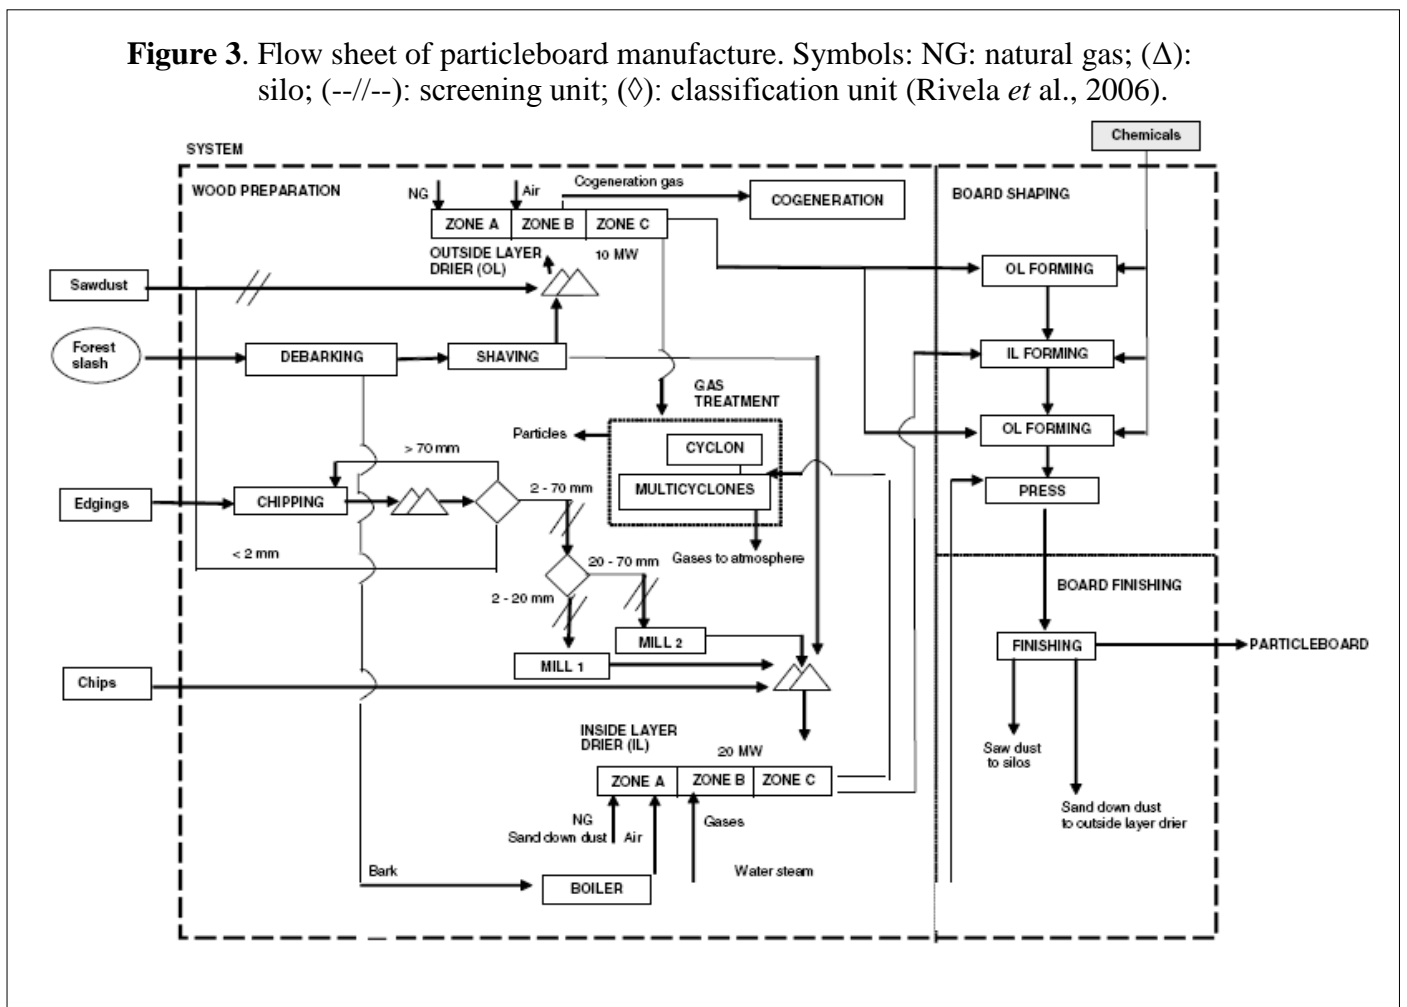 Figure 3. Flow sheet of particleboard manufacture. Symbols: NG: natural gas; (Δ):
silo; (--//--): screening unit; (◊): classification unit (Rivela et al., 2006).
Chemicals
SYSTEM
WOOD PREPARATION
NG
Air
Cogeneration gas
COGENERATION
BOARD SHAPING
ZONE A
ZONE B
ZONE C
OUTSIDE LAYER
DRIER (OL)
10 MW
OL FORMING
Sawdust
Forest
slash
DEBARKING
SHAVING
IL FORMING
GAS
TREATMENT
OL FORMING
Particles
CYCLON
> 70 mm
Edgings
CHIPPING
2 - 70 mm
MULTICYCLONES
PRESS
< 2 mm
20 - 70 mm
Gases to atmosphere
2 - 20 mm
BOARD FINISHING
MILL 2
FINISHING
PARTICLEBOARD
MILL 1
Chips
INSIDE LAYER
DRIER (IL)
20 MW
Saw dust
to silos
ZONE A
ZONE B
ZONE C
Sand down dust
to outside layer drier
NG
Sand down dust
Air
Gases
Bark
Water steam
BOILER